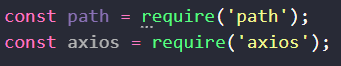 const path = require('path');
const axios = require('axios');